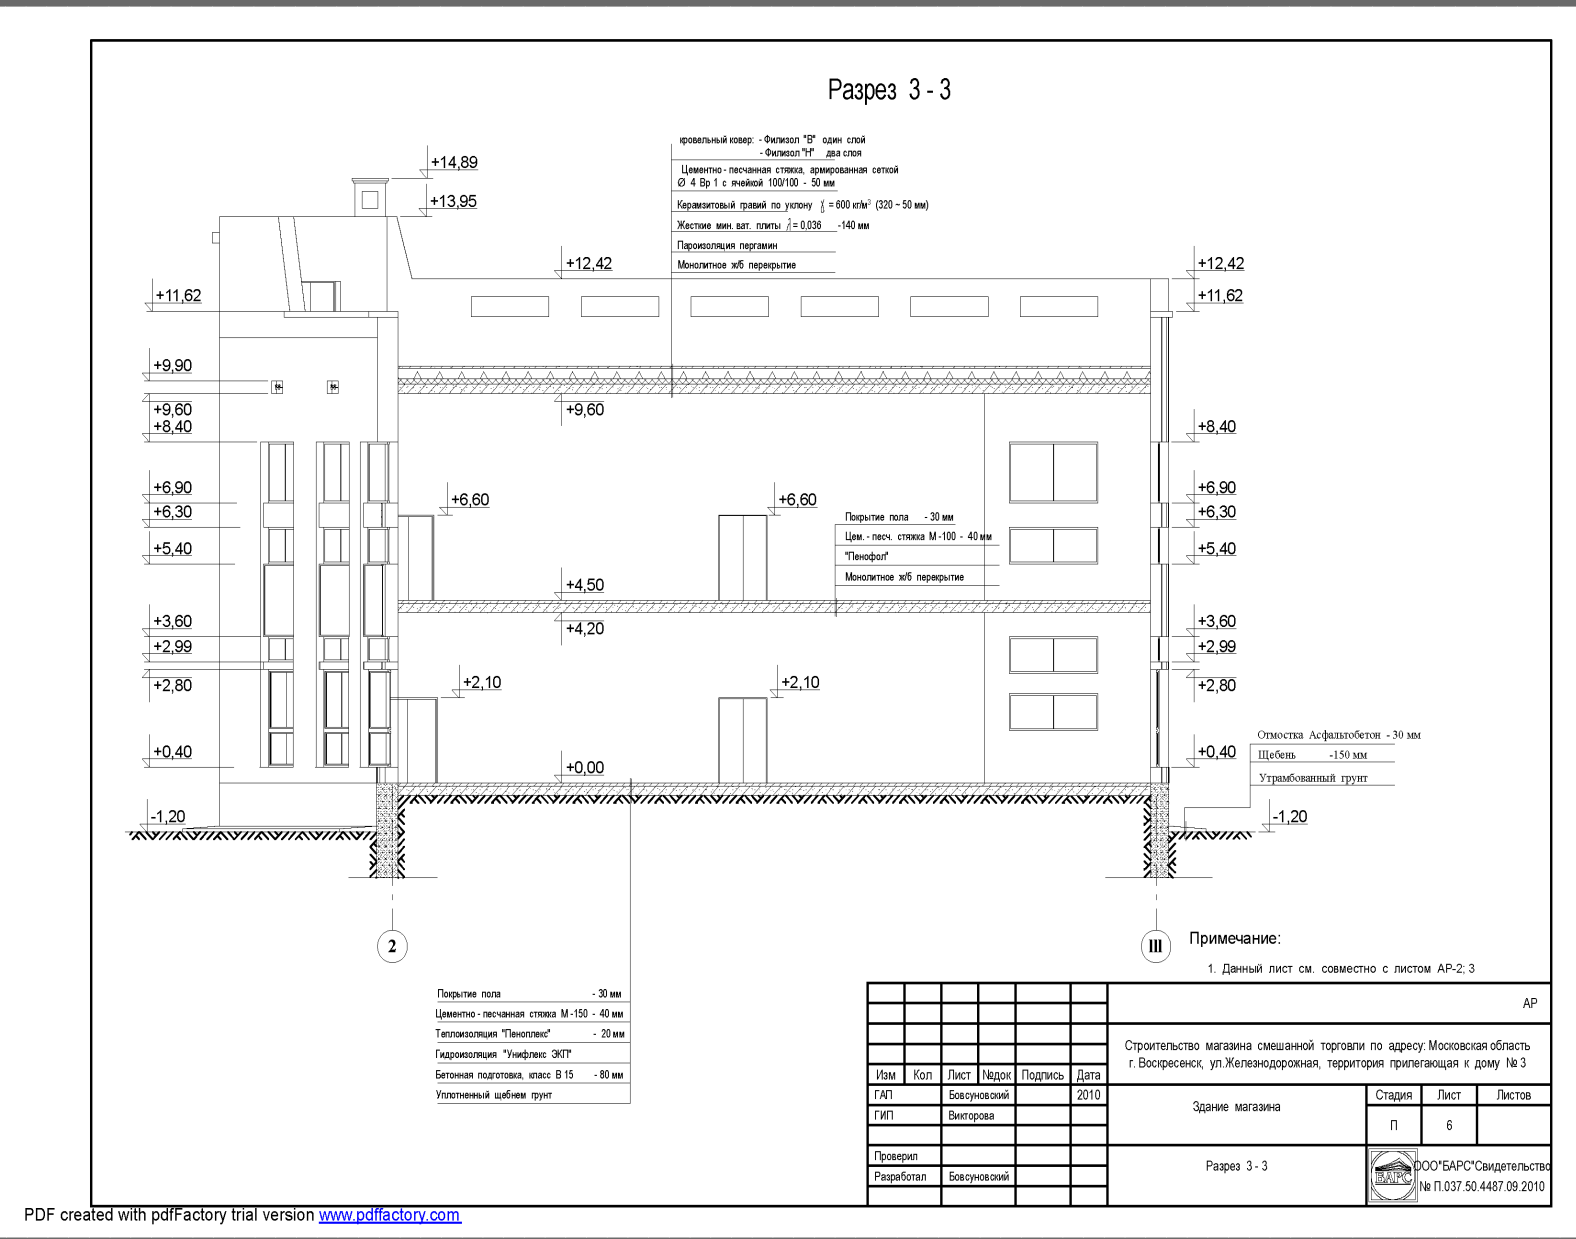 Разрез 3 - 3
кровельный ковер: - Филизол "В" один слой
- Филизол "Н" два слоя
Цементно - песчанная стяжка, армированная сеткой
Ø 4 Вр 1 с ячейкой 100/100 - 50 мм
Керамзитовый гравий по уклону γ = 600 кг/м³ (320 ~ 50 мм)
Жесткие мин. ват. плиты λ = 0,036 -140 мм
Пароизоляция пергамин
Монолитное ж/б перекрытие
+14,89
+13,95
+12,42
+12,42
+11,62
+11,62
+9,90
+9,60
+9,60
+8,40
+8,40
+6,90
+6,90
+6,60
+6,60
+6,30
+6,30
Покрытие пола - 30 мм
Цем. - песч. стяжка М -100 - 40 мм
"Пенофол"
Монолитное ж/б перекрытие
+5,40
+5,40
+4,50
+4,20
+3,60
+3,60
+2,99
+2,99
+2,80
+2,80
+2,10
+2,10
Отмостка Асфальтобетон - 30 мм
Щебень -150 мм
Утрамбованный грунт
+0,40
+0,40
+0,00
-1,20
-1,20
2
III
Примечание:
1. Данный лист см. совместно с листом АР-2; 3
Покрытие пола - 30 мм
Цементно - песчанная стяжка М -150 - 40 мм
Теплоизоляция "Пеноплекс" - 20 мм
Гидроизоляция "Унифлекс ЭКП"
Бетонная подготовка, класс В 15 - 80 мм
Уплотненный щебнем грунт
АР
Строительство магазина смешанной торговли по адресу: Московская область
г. Воскресенск, ул.Железнодорожная, территория прилегающая к дому № 3
Изм Кол Лист №док Подпись Дата
ГАП Бовсуновский 2010
ГИП Викторова
Здание магазина
Стадия Лист Листов
П 6
Проверил
Разработал Бовсуновский
Разрез 3 - 3
БАРС
ООО"БАРС"Свидетельство
№ П.037.50.4487.09.2010
PDF created with pdfFactory trial version www.pdffactory.com